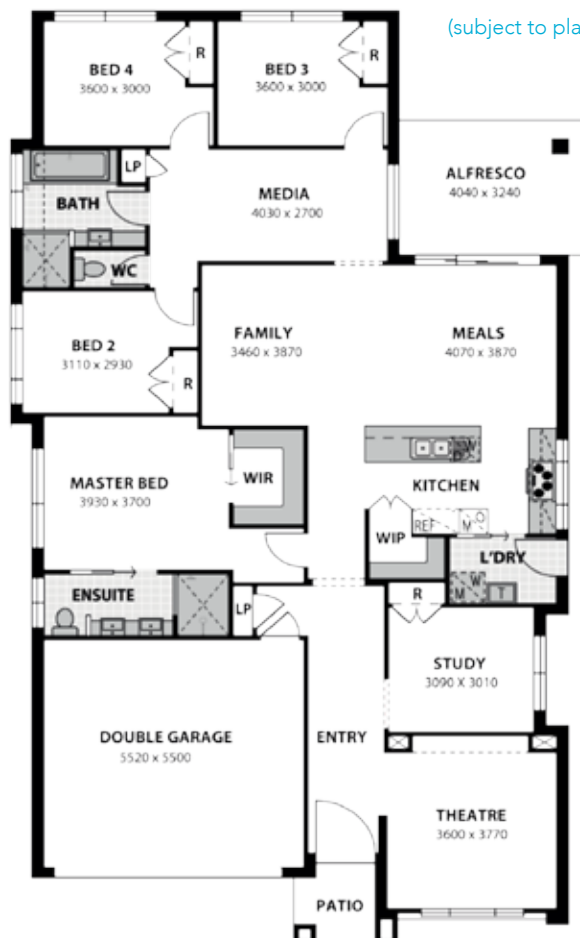 (subject to pla
BED 4
3600 x 3000
R
BED 3
3600 x 3000
R
LP
BATH
MEDIA
4030 x 2700
ALFRESCO
4040 x 3240
WC
BED 2
3110 x 2930
R
FAMILY
3460 x 3870
MEALS
4070 x 3870
MASTER BED
3930 x 3700
WIR
W
D
KITCHEN
REF
M
WIP
L'DRY
W
M
T
ENSUITE
LP
R
STUDY
3090 X 3010
DOUBLE GARAGE
5520 x 5500
ENTRY
THEATRE
3600 x 3770
PATIO